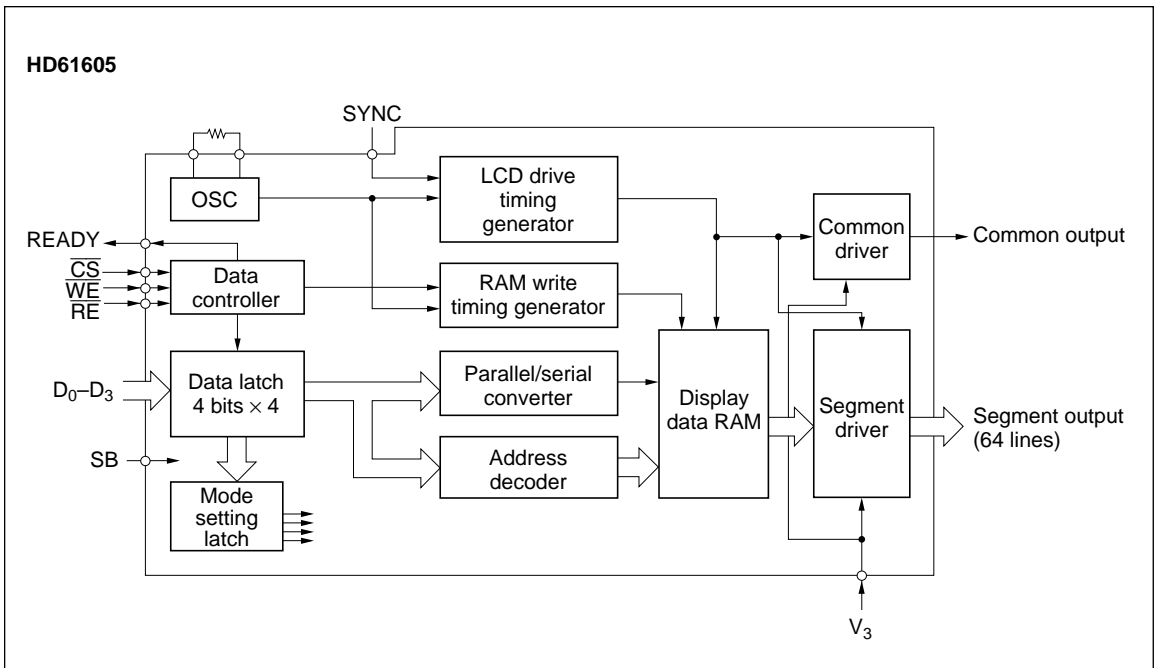 HD61605
SYNC
OSC
LCD drive
timing
generator
READY
CS
WE
RE
Data
controller
RAM write
timing generator
Common
driver
Common output
D0–D3
Data latch
4 bits × 4
Parallel/serial
converter
Display
data RAM
Segment
driver
Segment output
(64 lines)
SB
Address
decoder
Mode
setting
latch
V3